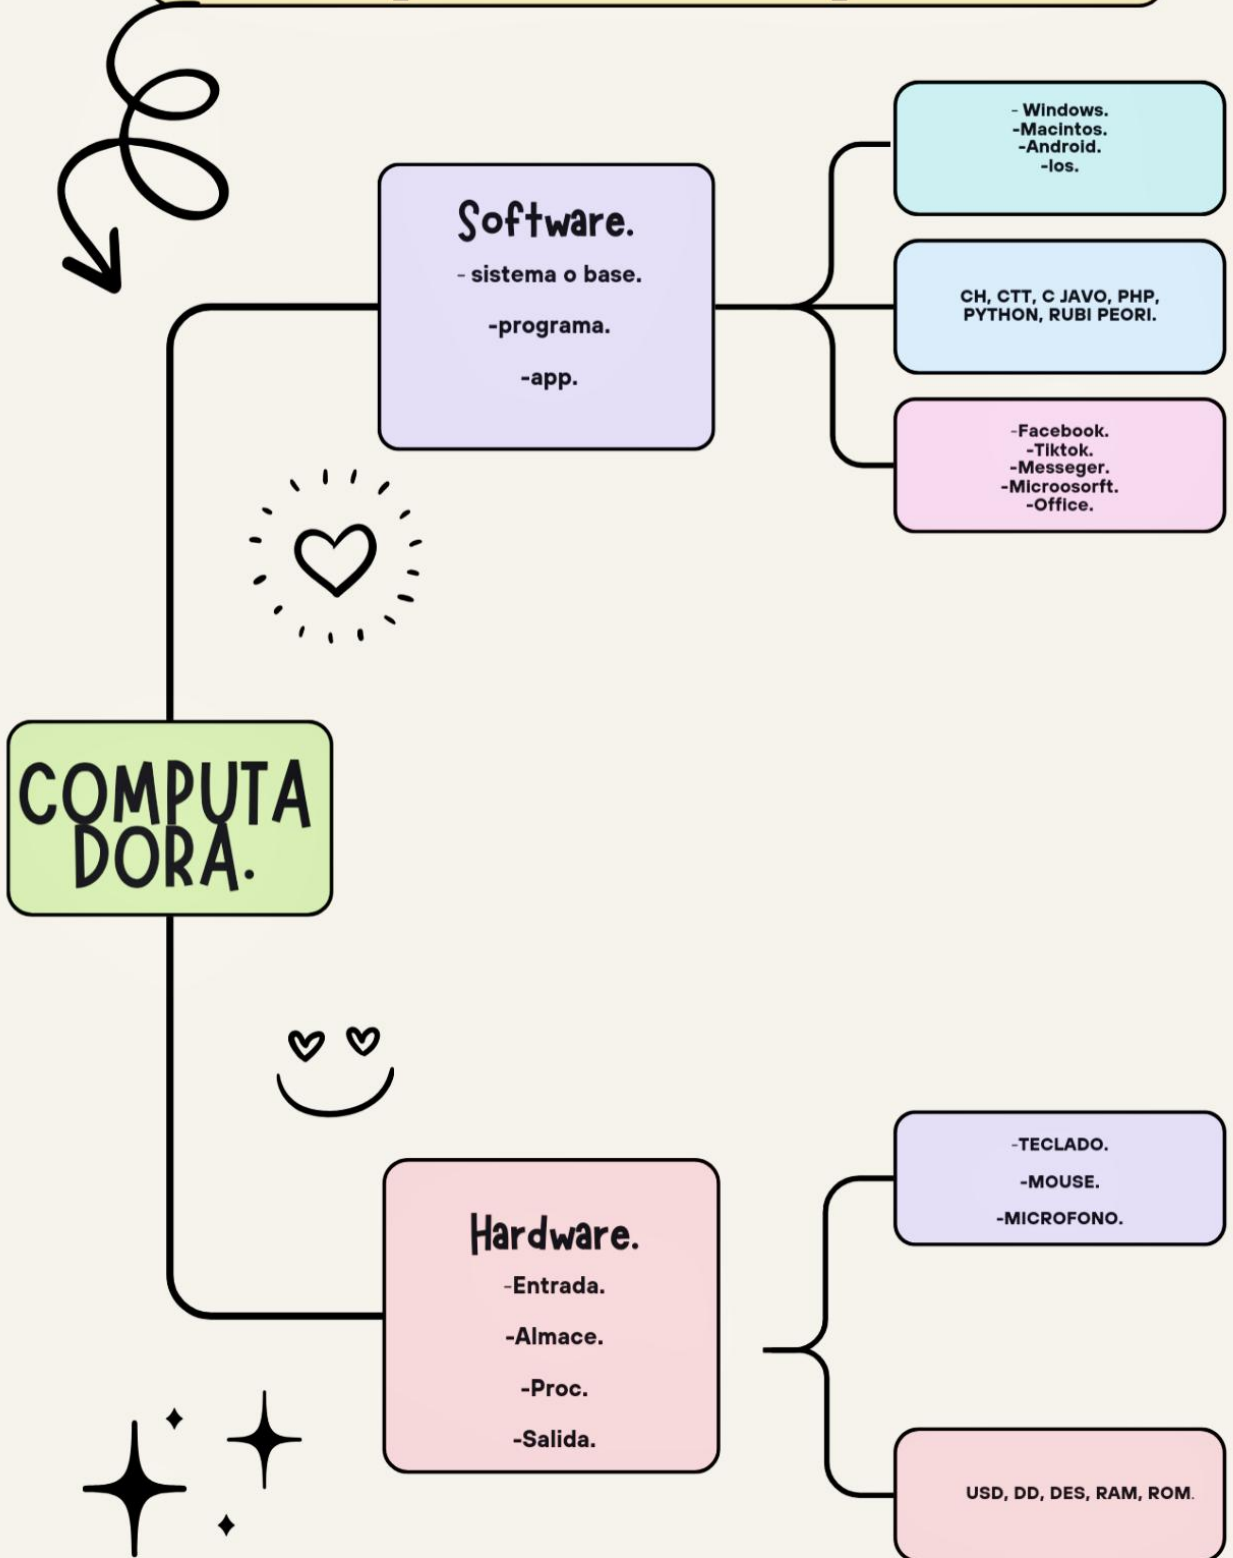 Software.
- sistema o base.
-programa.
-app.
- Windows.
-Macintos.
-Android.
-Ios.
CH, CTT, C JAVO, PHP,
PYTHON, RUBI PEORI.
-Facebook.
-Tiktok.
-Messeger.
-Microosorft.
-Office.
COMPUTA
DORA.
Hardware.
-Entrada.
-Almace.
-Proc.
-Salida.
-TECLADO.
-MOUSE.
-MICROFONO.
USD, DD, DES, RAM, ROM.